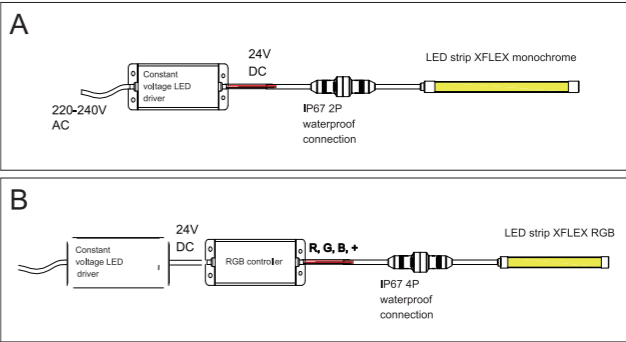 A
24V
DC
LED strip XFLEX monochrome
Constant
voltage LED
driver
220-240V
AC
IP67 2P
waterproof
connection
B
24V
DC
LED strip XFLEX RGB
Constant
voltage LED
driver
RGB controller
R, G, B, +
IP67 4P
waterproof
connection